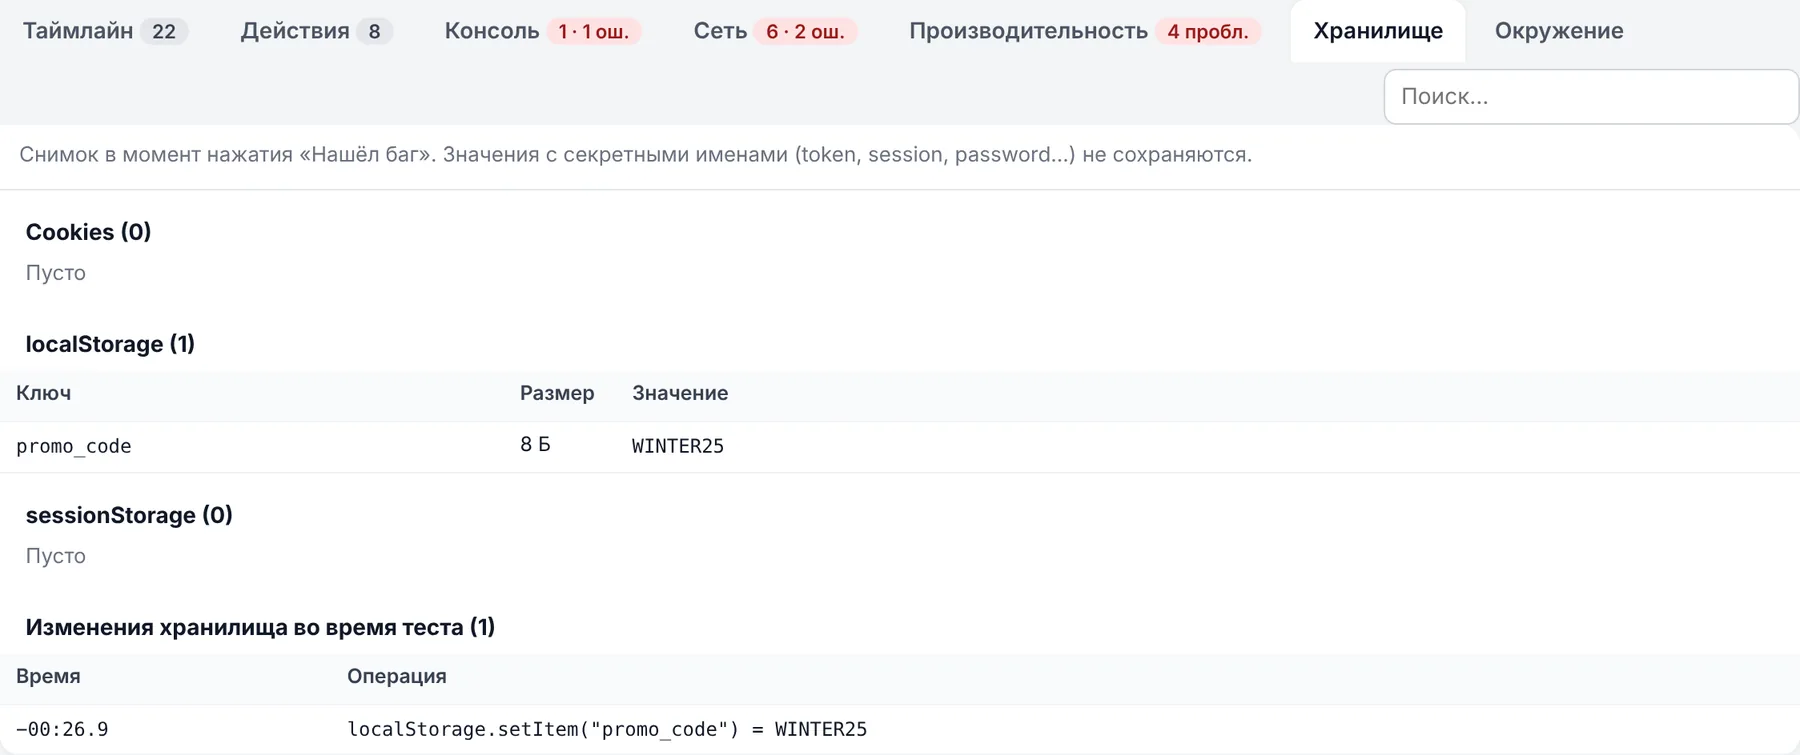 Таймлайн 22 Действия 8 Консоль 1 · 1 ош. Сеть 6 · 2 ош. Производительность 4 пробл. Хранилище Окружение
Поиск...
Снимок в момент нажатия «Нашёл баг». Значения с секретными именами (token, session, password...) не сохраняются.
Cookies (0)
Пусто
localStorage (1)
Ключ Размер Значение
promo_code 8 Б WINTER25
sessionStorage (0)
Пусто
Изменения хранилища во время теста (1)
Время Операция
−00:26.9 localStorage.setItem("promo_code") = WINTER25